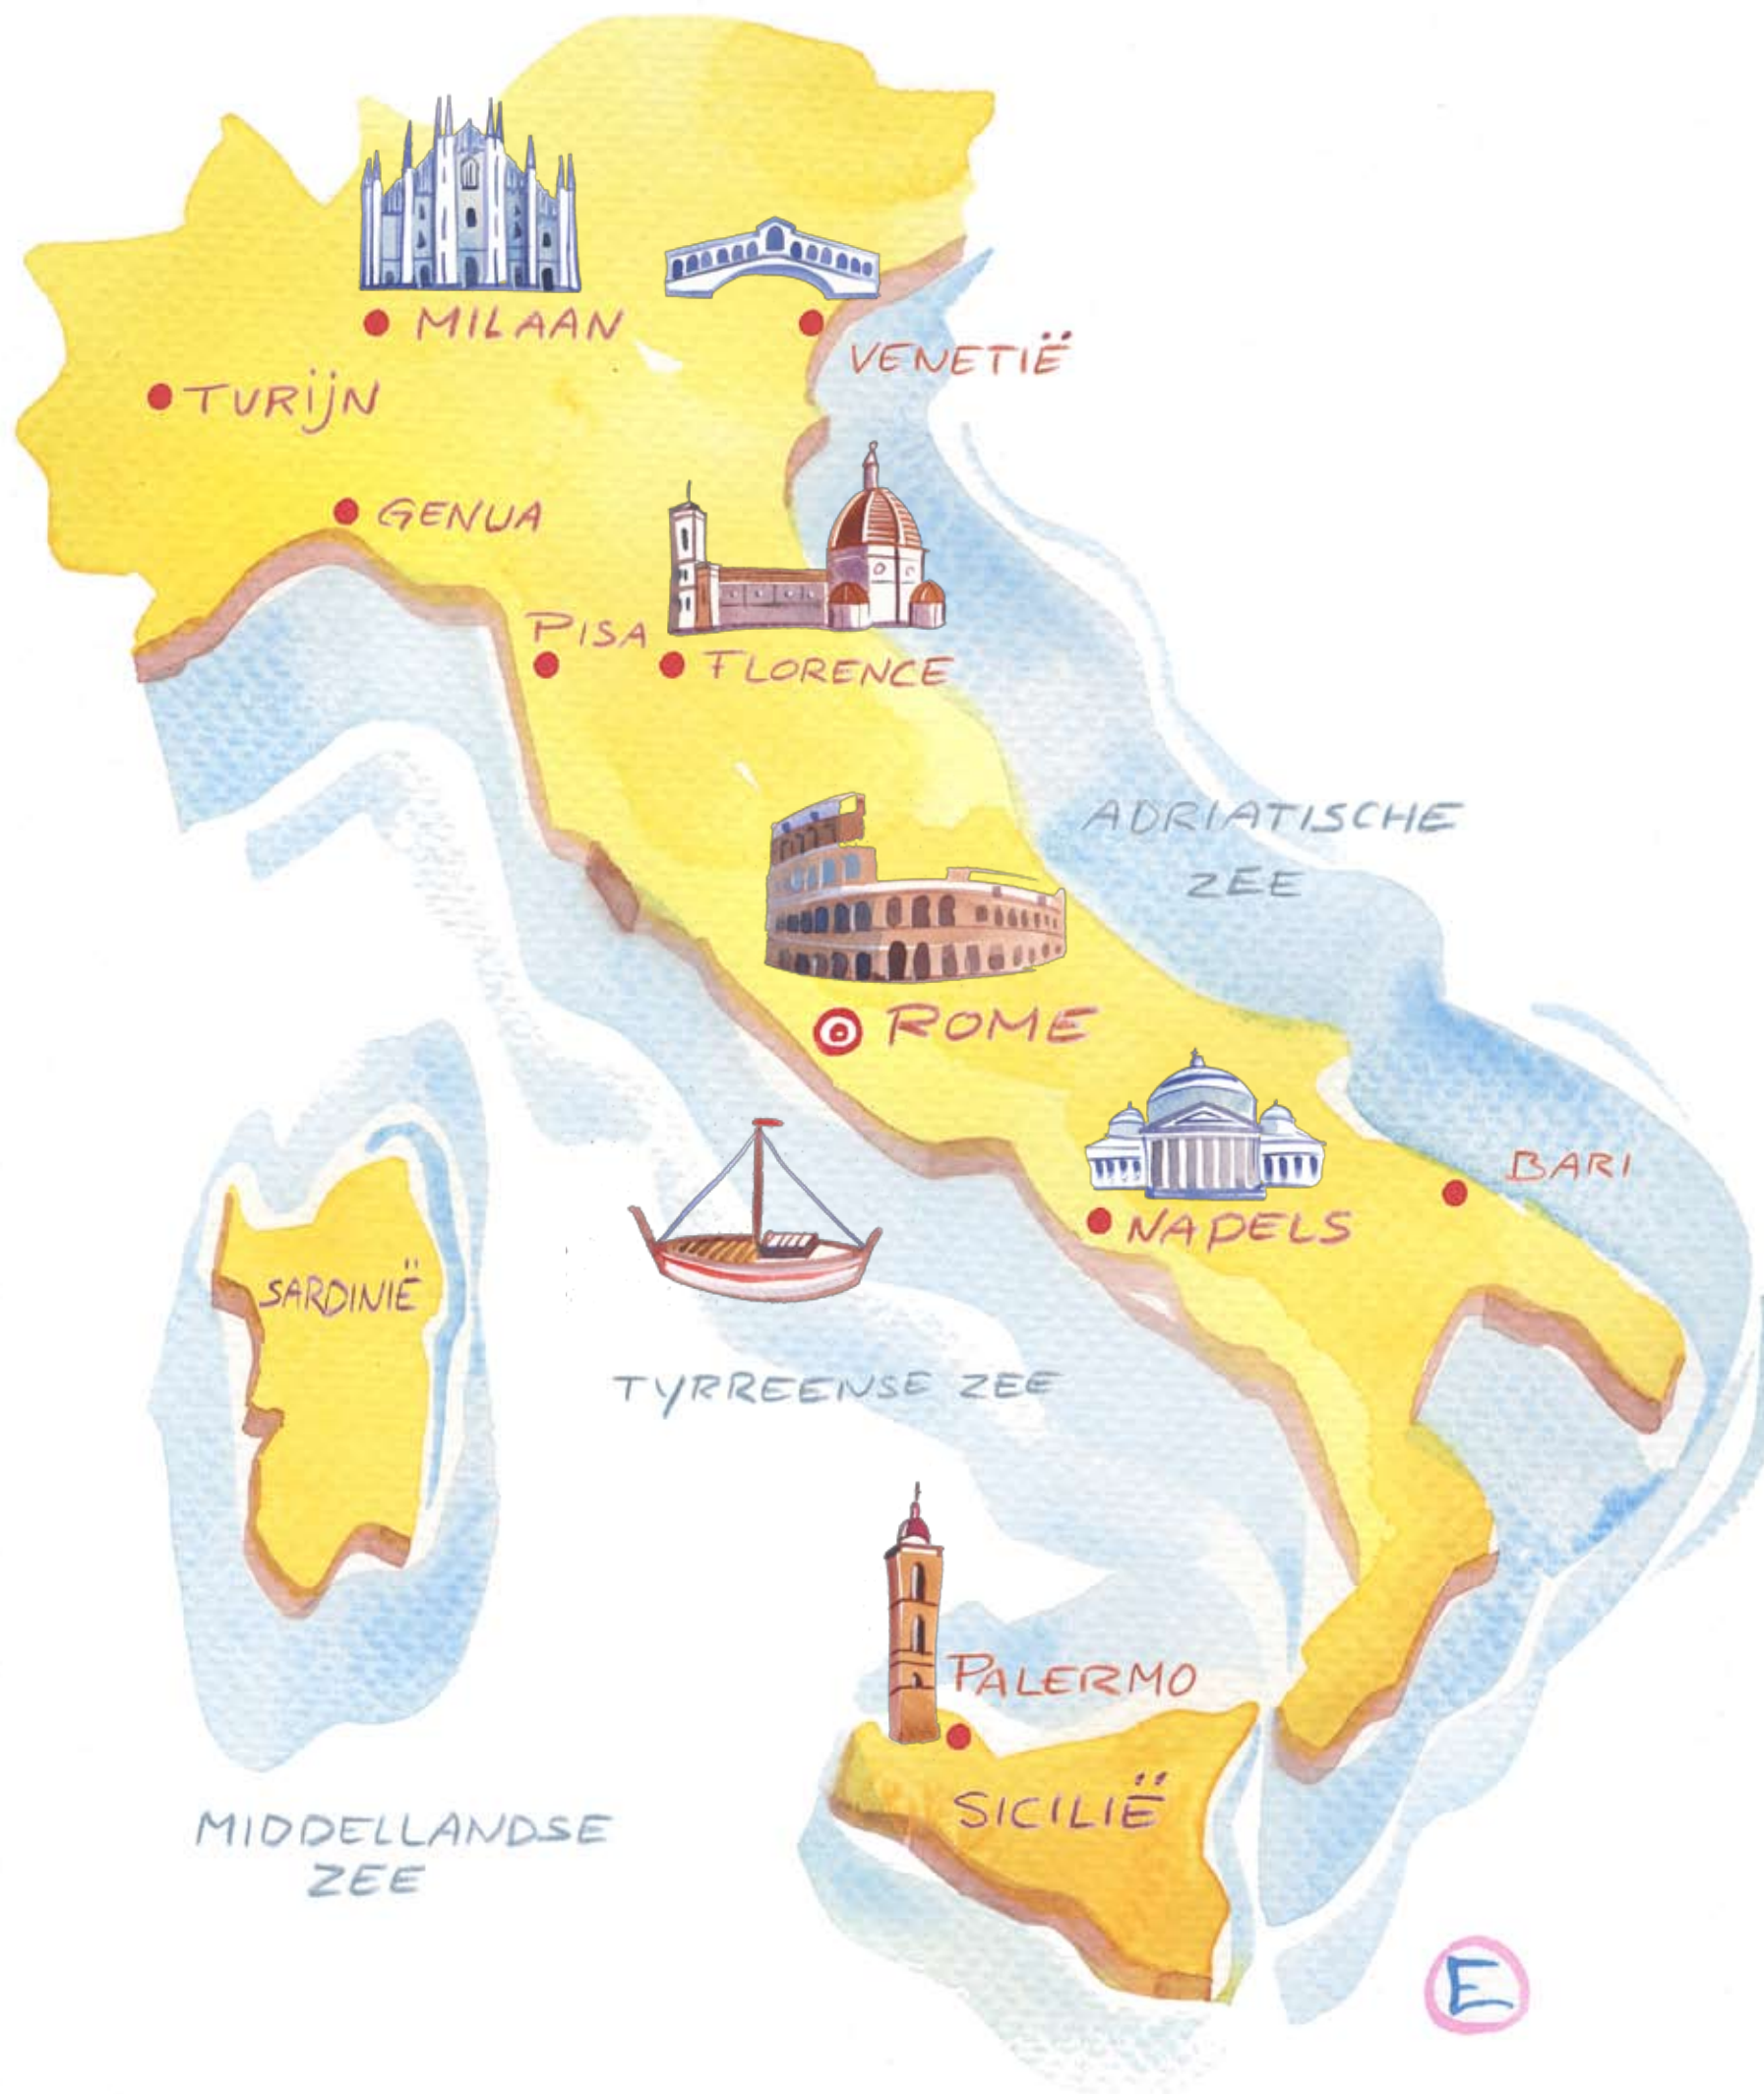 MILAAN
VENETIË
TURIJN
GENUA
PISA
FLORENCE
ADRIATISCHE
ZEE
ROME
BARI
NAPELS
SARDINIË
TYRREENSE ZEE
PALERMO
SICILIË
MIDDELLANDSE
ZEE
E